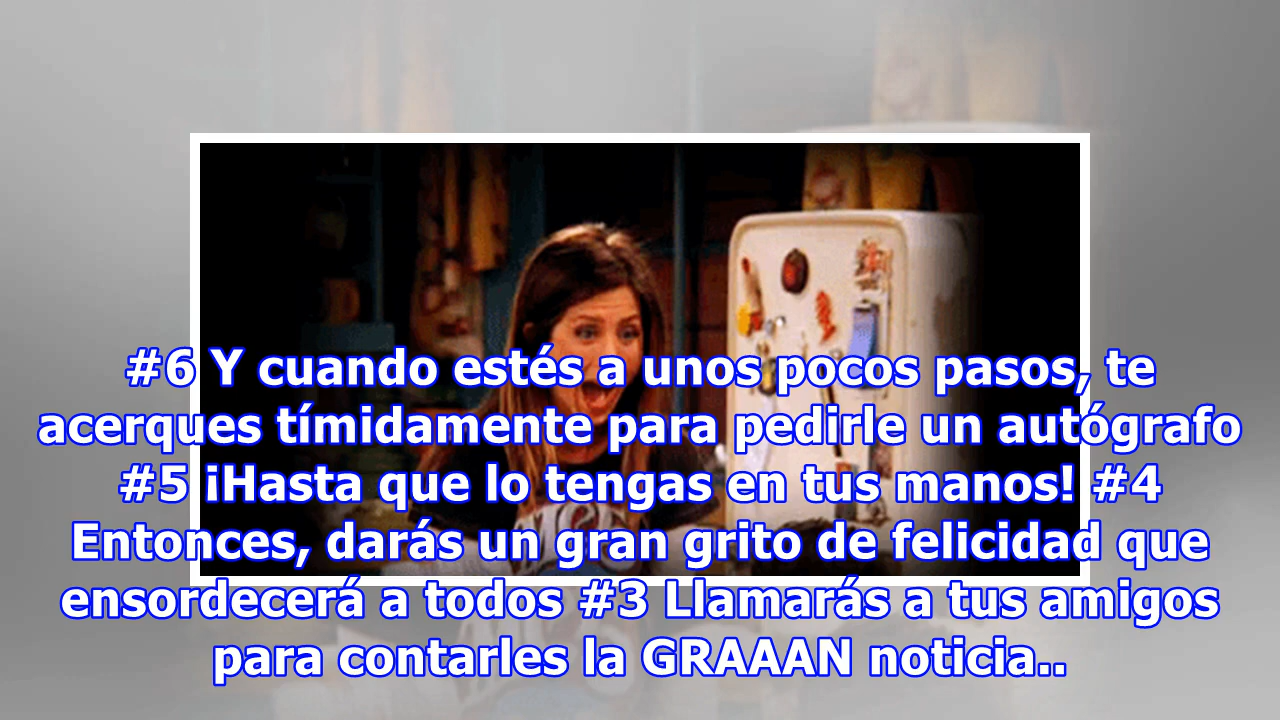 #6 Y cuando estés a unos pocos pasos, te
acerques tímidamente para pedirle un autógrafo
#5 ¡Hasta que lo tengas en tus manos! #4
Entonces, darás un gran grito de felicidad que
ensordecerá a todos #3 Llamarás a tus amigos
para contarles la GRAAAN noticia..